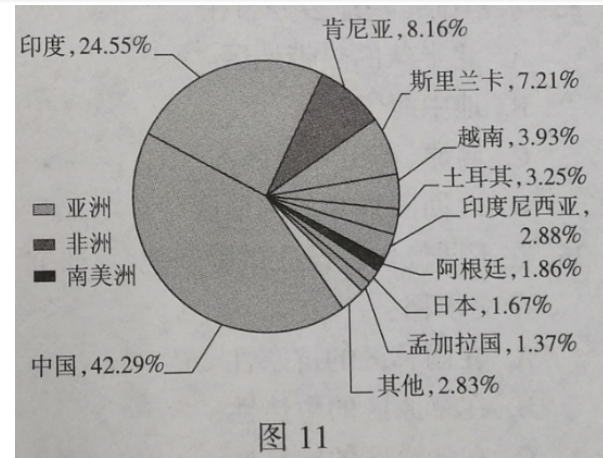 肯尼亚,8.16%
印度,24.55%
斯里兰卡,7.21%
越南,3.93%
土耳其,3.25%
印度尼西亚,
2.88%
阿根廷,1.86%
日本,1.67%
孟加拉国,1.37%
其他,2.83%
中国,42.29%
亚洲
非洲
南美洲
图 11